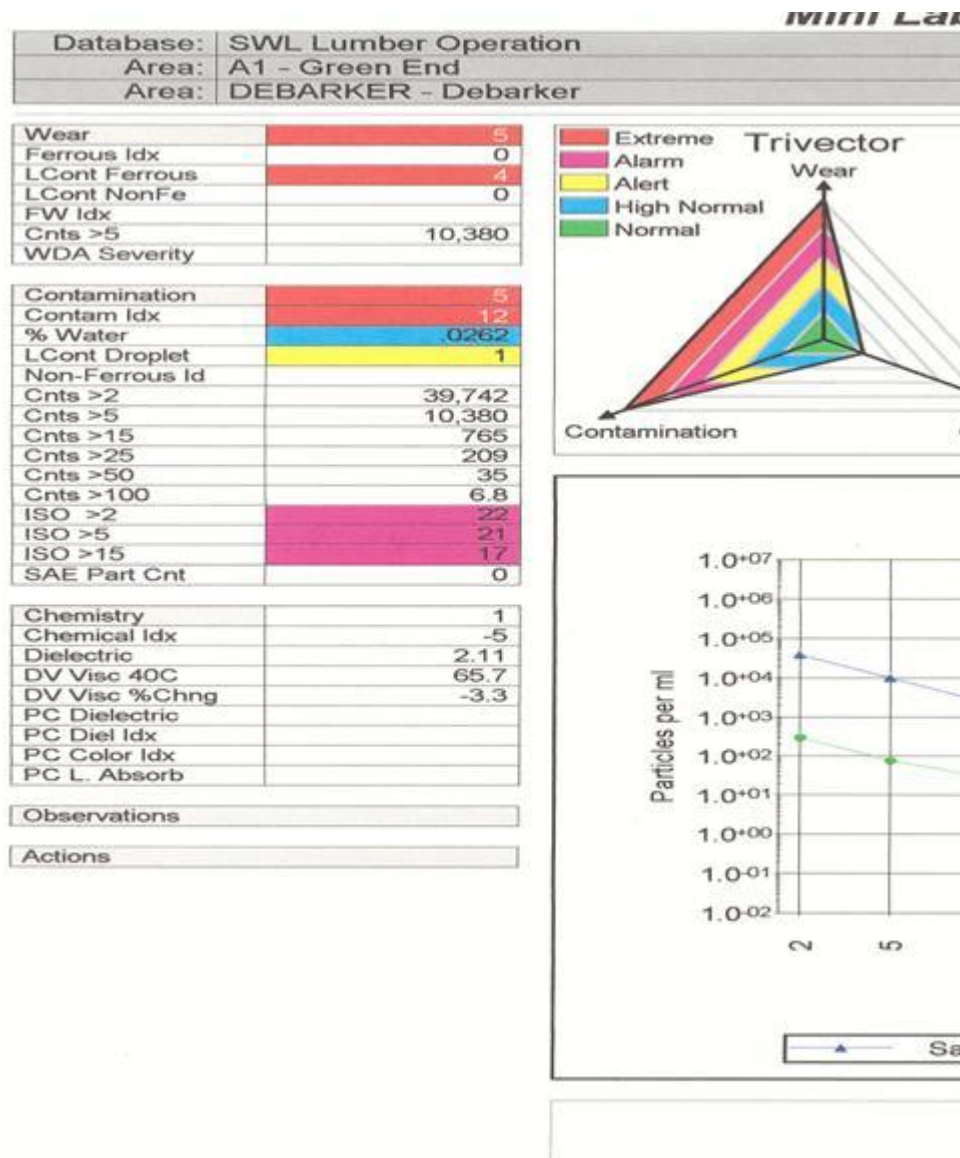 Mini Lab
Database: SWL Lumber Operation
Area: A1 - Green End
Area: DEBARKER - Debarker
Wear 5
Ferrous Idx 0
LCont Ferrous 4
LCont NonFe 0
FW Idx
Cnts >5 10,380
WDA Severity
Contamination 5
Contam Idx 12
% Water .0262
LCont Droplet 1
Non-Ferrous Id
Cnts >2 39,742
Cnts >5 10,380
Cnts >15 765
Cnts >25 209
Cnts >50 35
Cnts >100 6.8
ISO >2 22
ISO >5 21
ISO >15 17
SAE Part Cnt 0
Chemistry 1
Chemical Idx -5
Dielectric 2.11
DV Visc 40C 65.7
DV Visc %Chng -3.3
PC Dielectric
PC Diel Idx
PC Color Idx
PC L. Absorb
Observations
Actions
Extreme
Alarm
Alert
High Normal
Normal
Trivector
Wear
Contamination
Particles per ml
1.0+07
1.0+06
1.0+05
1.0+04
1.0+03
1.0+02
1.0+01
1.0+00
1.0-01
1.0-02
2
5
Sa